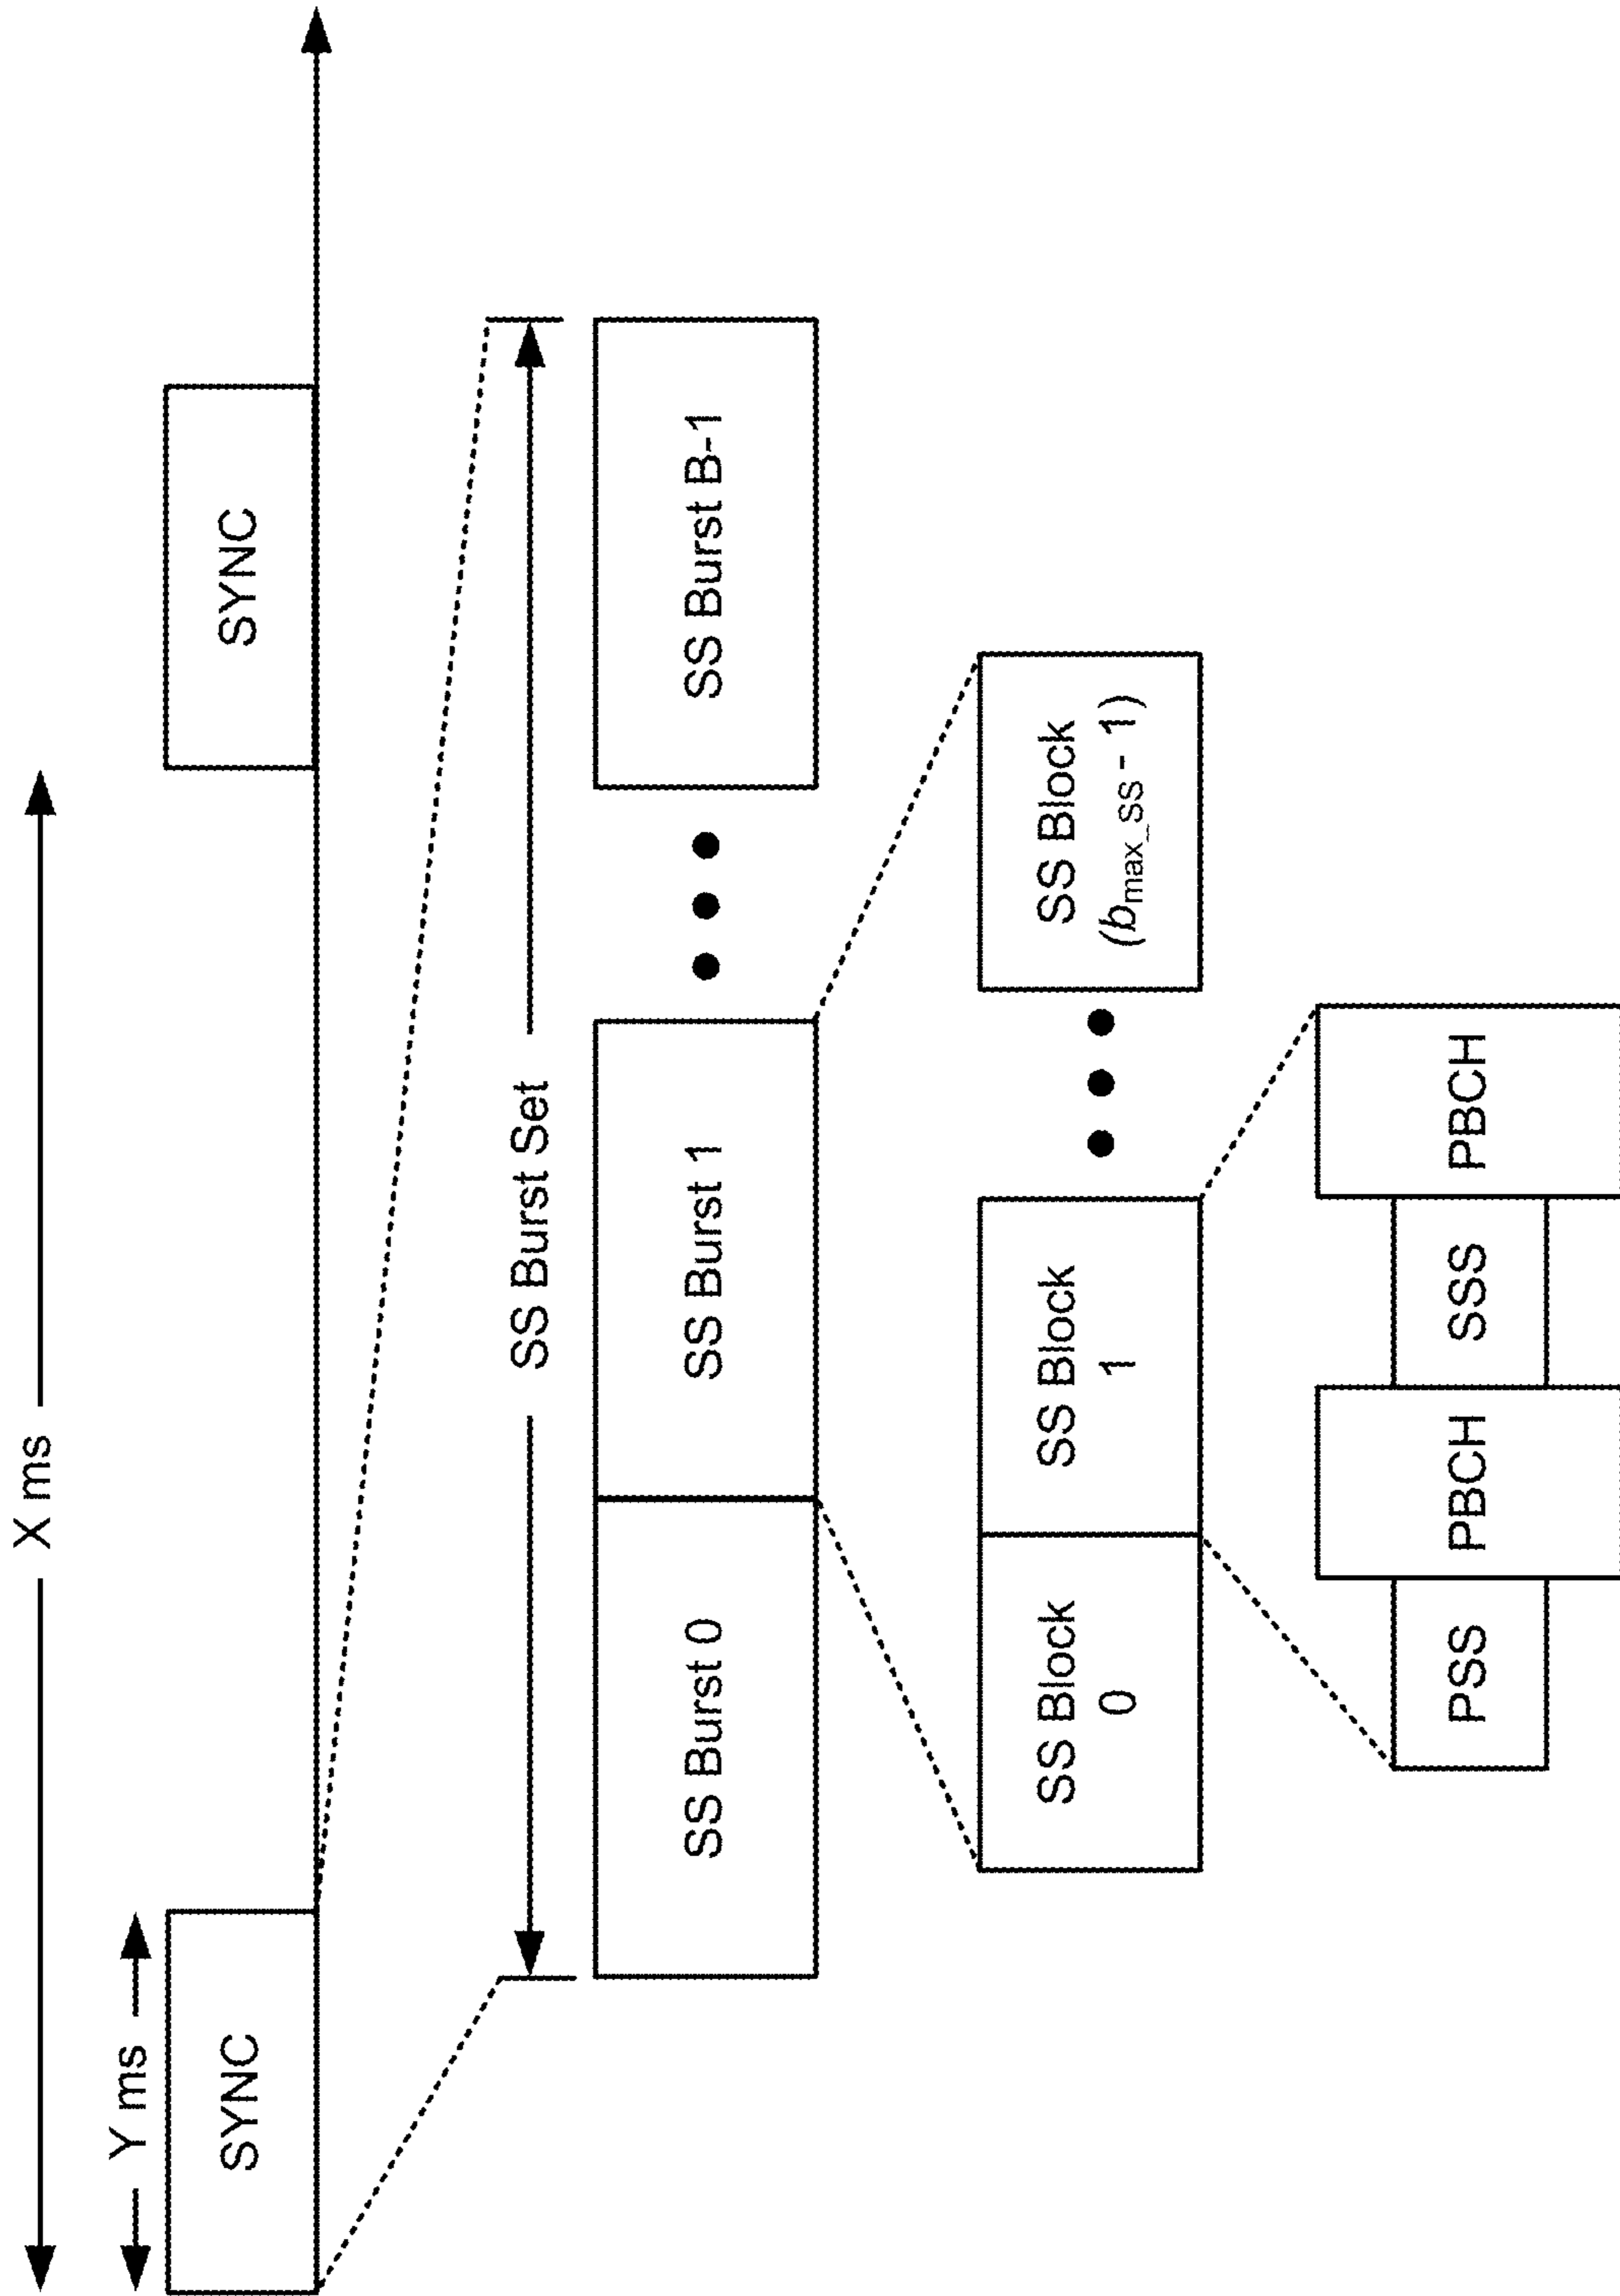 X ms
Y ms
SYNC
SYNC
SS Burst Set
SS Burst 0
SS Burst 1
SS Burst B-1
SS Block
0
SS Block
1
SS Block
(b_max_SS - 1)
PSS
PBCH
SSS
PBCH